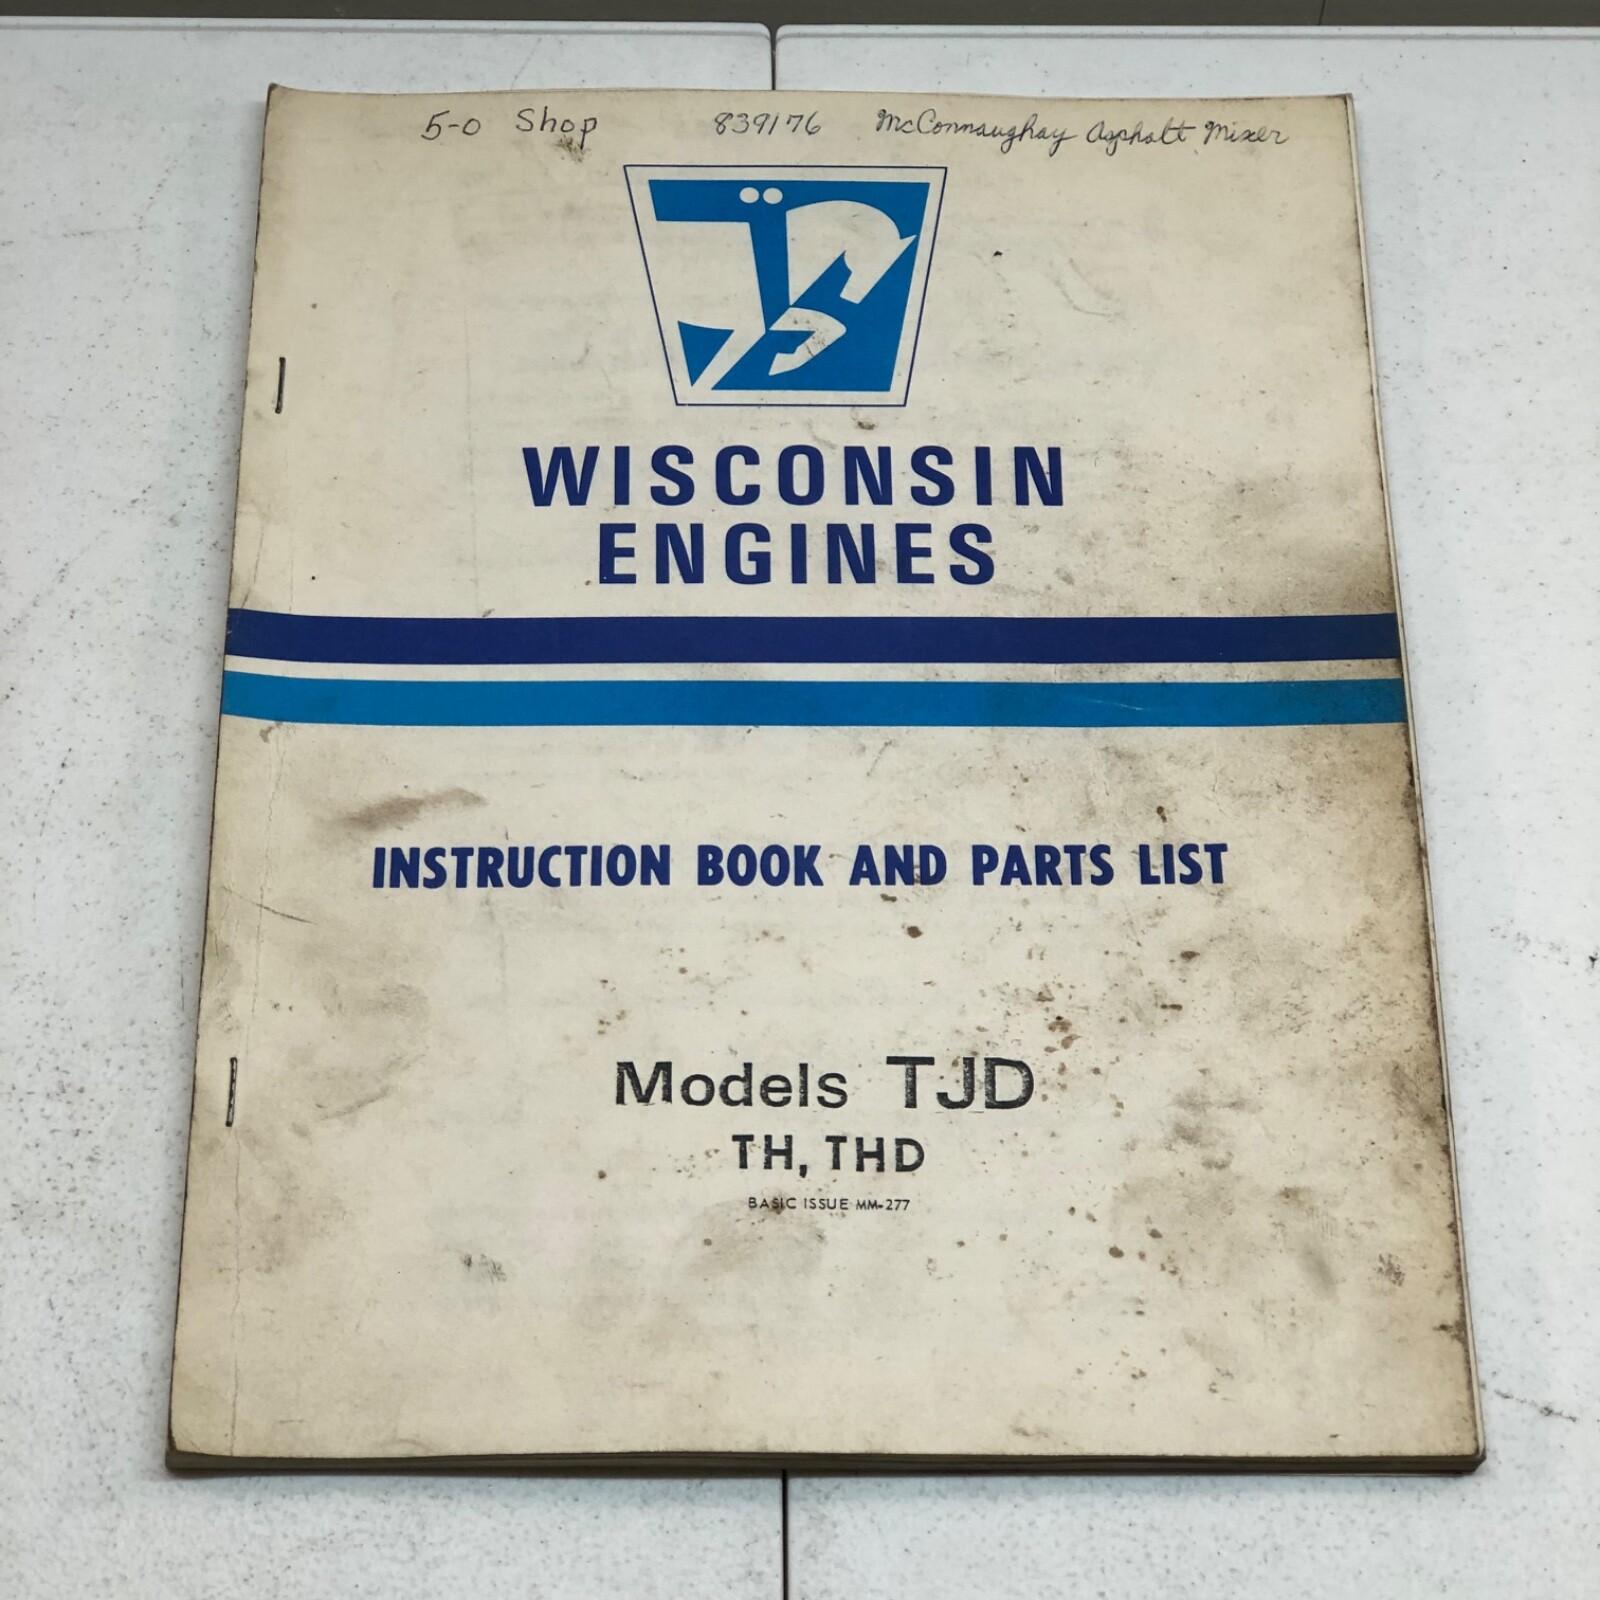 5-0 Shop 839176 McConnaughay Asphalt Mixer
WISCONSIN
ENGINES
INSTRUCTION BOOK AND PARTS LIST
Models TJD
TH, THD
BASIC ISSUE MM-277